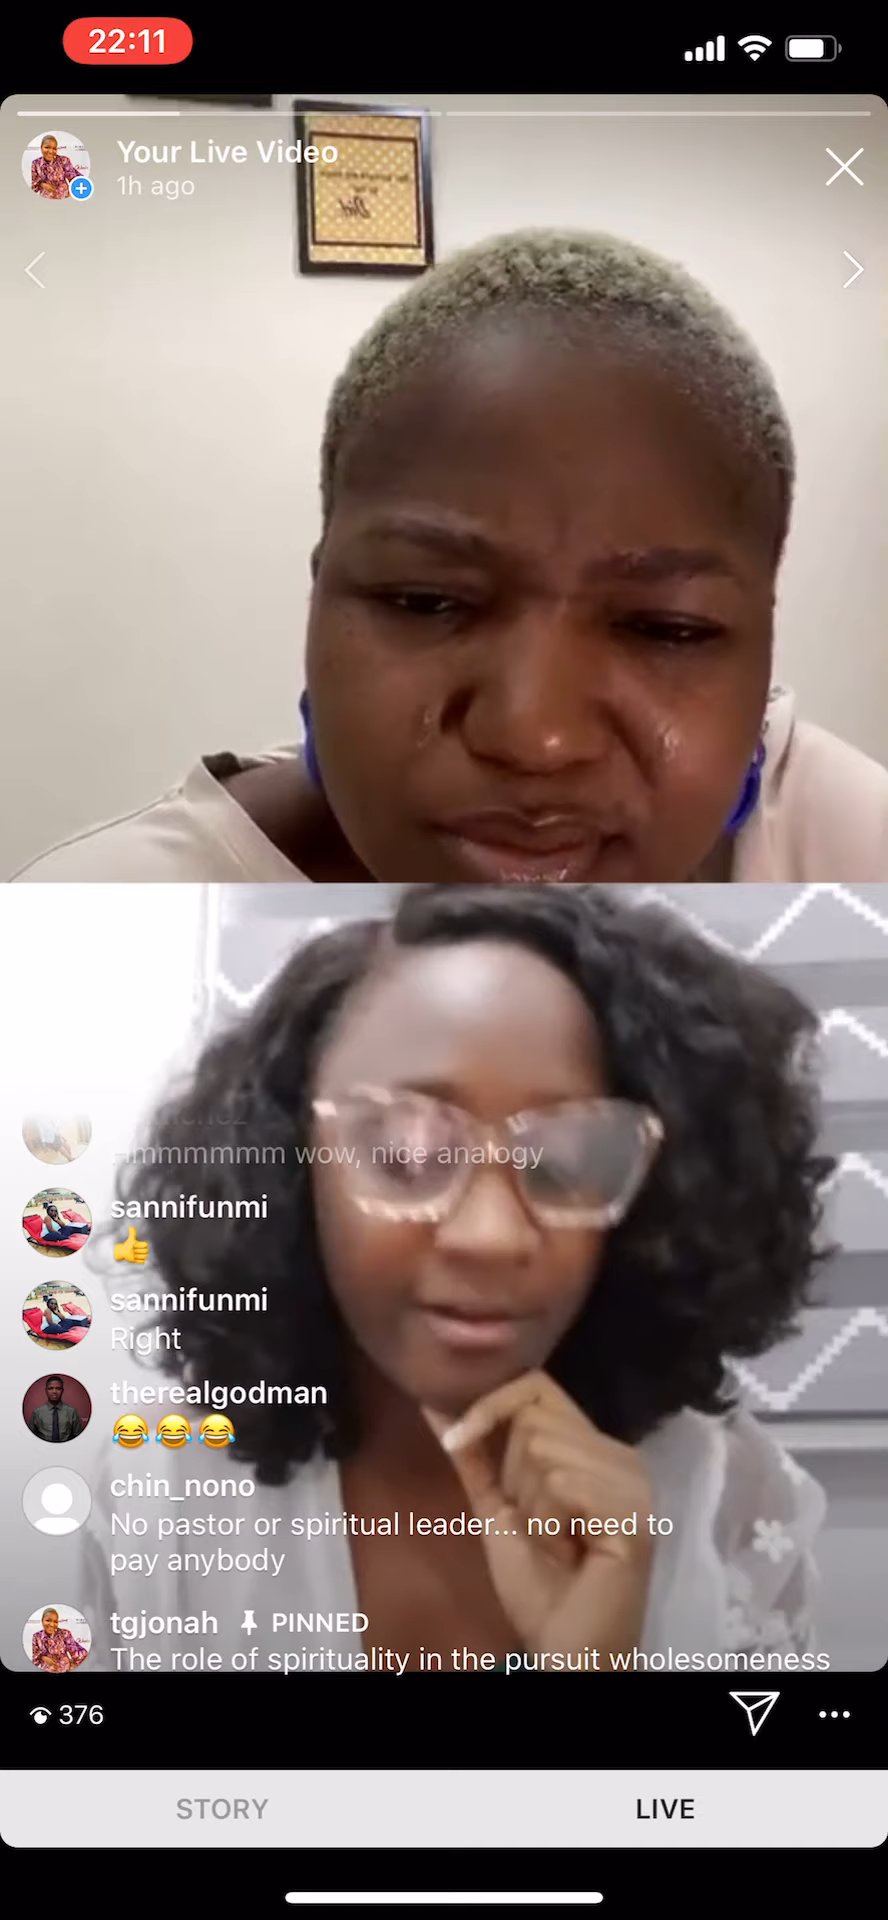 22:11
Your Live Video
1h ago
wow, nice analogy
sannifunmi
👍
sannifunmi
Right
therealgodman
😂😂😂
chin_nono
No pastor or spiritual leader... no need to
pay anybody
tgjonah PINNED
The role of spirituality in the pursuit wholesomeness
376
STORY
LIVE